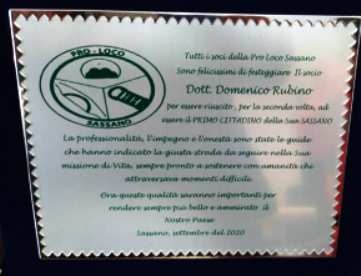 PRO - LOCO
SASSANO
Tutti i soci della Pro Loco Sassano
Sono felicissimi di festeggiare Il socio
Dott. Domenico Rubino
per essere riuscito, per la seconda volta, ad
essere il PRIMO CITTADINO della Sua SASSANO
La professionalità, l'impegno e l'onestà sono state le guide
che hanno indicato la giusta strada da seguire nella Sua
missione di Vita, sempre pronto a sostenere con umanità chi
attraversava momenti difficili.
Ora queste qualità saranno importanti per
rendere sempre più bello e ammirato il
Nostro Paese
Sassano, settembre del 2020